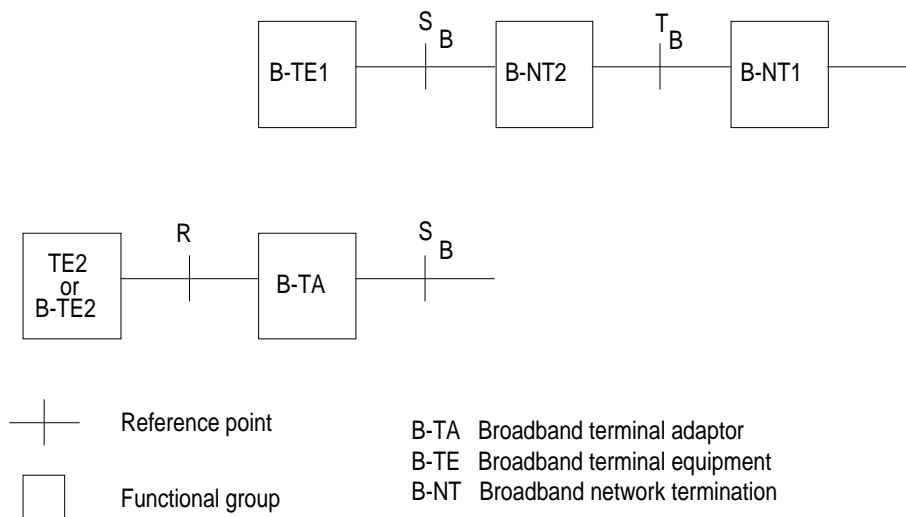 S B T B
B-TE1 B-NT2 B-NT1
R S B
TE2
or
B-TE2
B-TA
Reference point
Functional group
B-TA Broadband terminal adaptor
B-TE Broadband terminal equipment
B-NT Broadband network termination